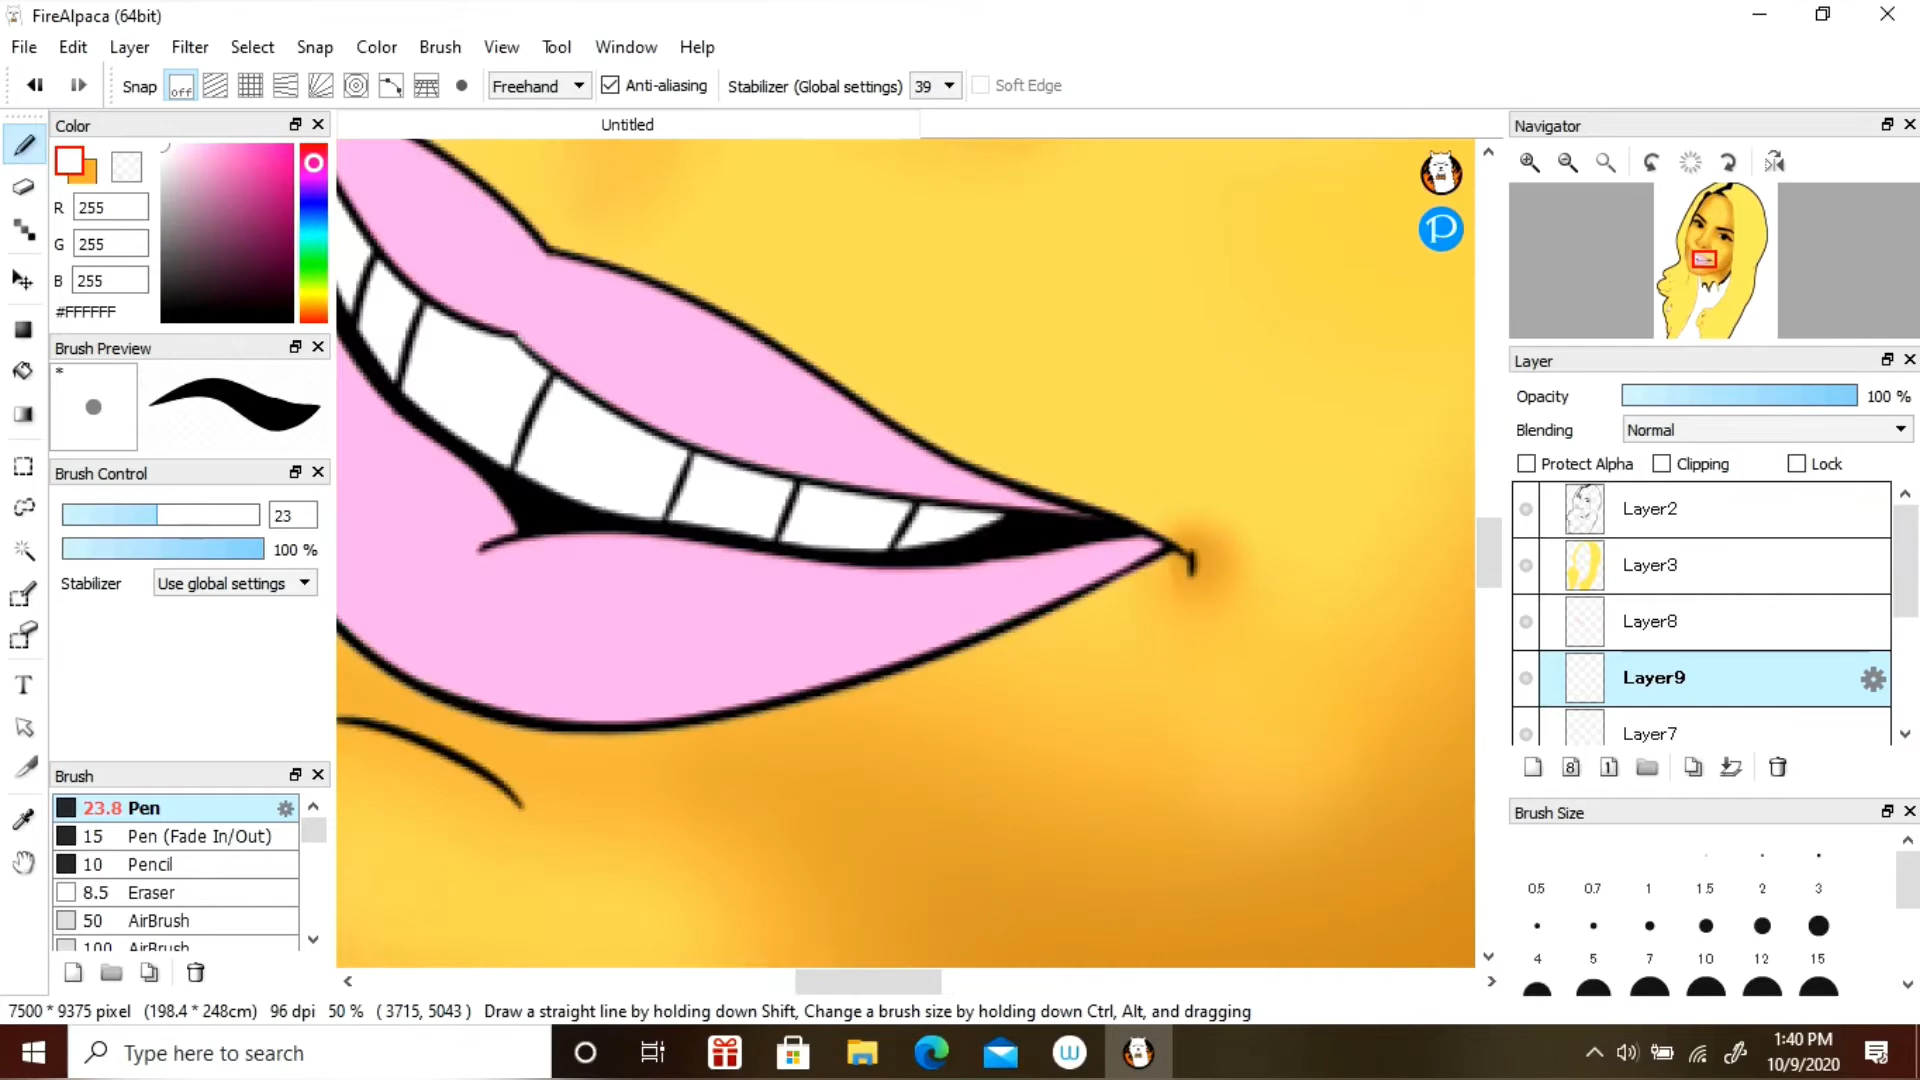 FireAlpaca (64bit)
File Edit Layer Filter Select Snap Color Brush View Tool Window Help
Snap off Freehand Anti-aliasing Stabilizer (Global settings) 39 Soft Edge
Color
R 255
G 255
B 255
#FFFFFF
Brush Preview
*
Brush Control
23
100 %
Stabilizer Use global settings
Brush
23.8 Pen
15 Pen (Fade In/Out)
10 Pencil
8.5 Eraser
50 AirBrush
100 AirBrush
Untitled
P
Navigator
Layer
Opacity 100 %
Blending Normal
Protect Alpha Clipping Lock
Layer2
Layer3
Layer8
Layer9
Layer7
8 1
Brush Size
0.5 0.7 1 1.5 2 3
4 5 7 10 12 15
7500 * 9375 pixel (198.4 * 248cm) 96 dpi 50 % ( 3715, 5043 ) Draw a straight line by holding down Shift, Change a brush size by holding down Ctrl, Alt, and dragging
Type here to search
W
1:40 PM
10/9/2020